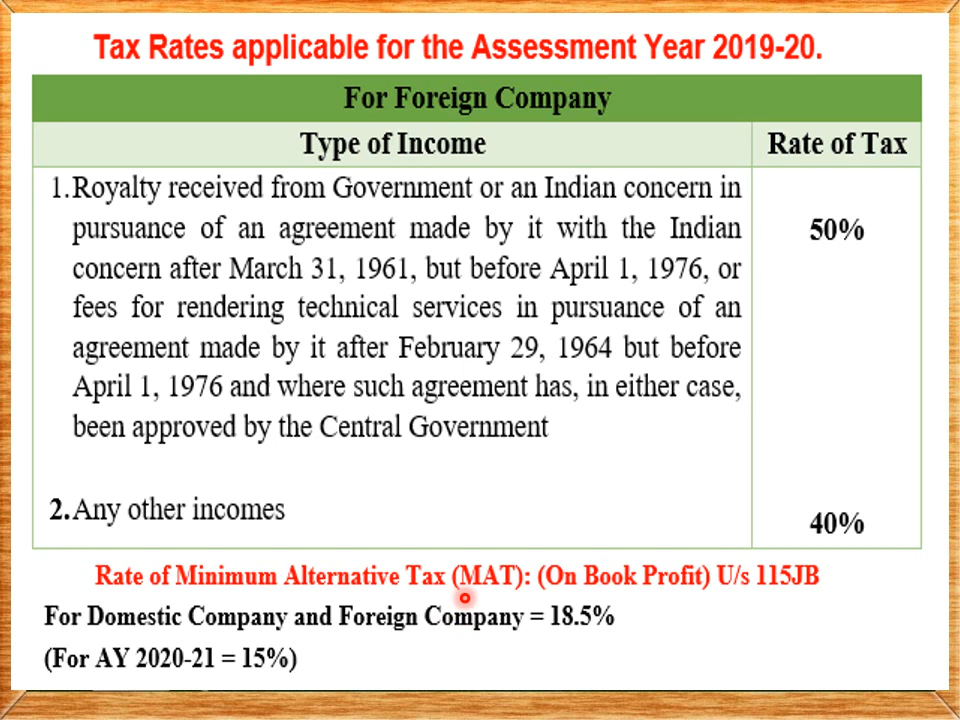 Tax Rates applicable for the Assessment Year 2019-20.
For Foreign Company
Type of Income
Rate of Tax
1.Royalty received from Government or an Indian concern in
pursuance of an agreement made by it with the Indian
concern after March 31, 1961, but before April 1, 1976, or
fees for rendering technical services in pursuance of an
agreement made by it after February 29, 1964 but before
April 1, 1976 and where such agreement has, in either case,
been approved by the Central Government
50%
2.Any other incomes
40%
Rate of Minimum Alternative Tax (MAT): (On Book Profit) U/s 115JB
For Domestic Company and Foreign Company = 18.5%
(For AY 2020-21 = 15%)